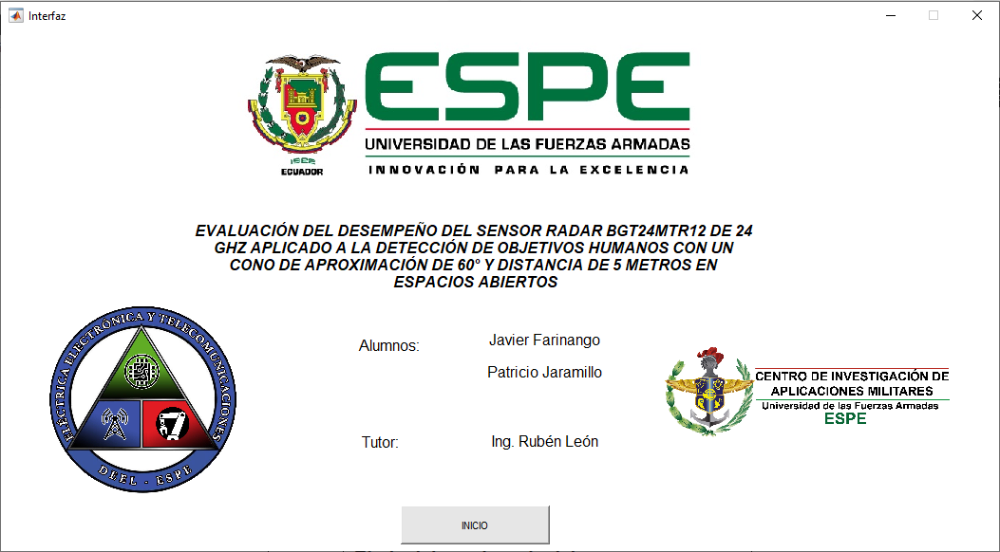 Interfaz
ESPE
UNIVERSIDAD DE LAS FUERZAS ARMADAS
INNOVACIÓN PARA LA EXCELENCIA
ECUADOR
EVALUACIÓN DEL DESEMPEÑO DEL SENSOR RADAR BGT24MTR12 DE 24
GHZ APLICADO A LA DETECCIÓN DE OBJETIVOS HUMANOS CON UN
CONO DE APROXIMACIÓN DE 60° Y DISTANCIA DE 5 METROS EN
ESPACIOS ABIERTOS
ELÉCTRICA ELECTRÓNICA Y TELECOMUNICACIONES
DEEL - ESPE
Alumnos:
Javier Farinango
Patricio Jaramillo
Tutor:
Ing. Rubén León
CENTRO DE INVESTIGACIÓN DE
APLICACIONES MILITARES
Universidad de las Fuerzas Armadas
ESPE
INICIO